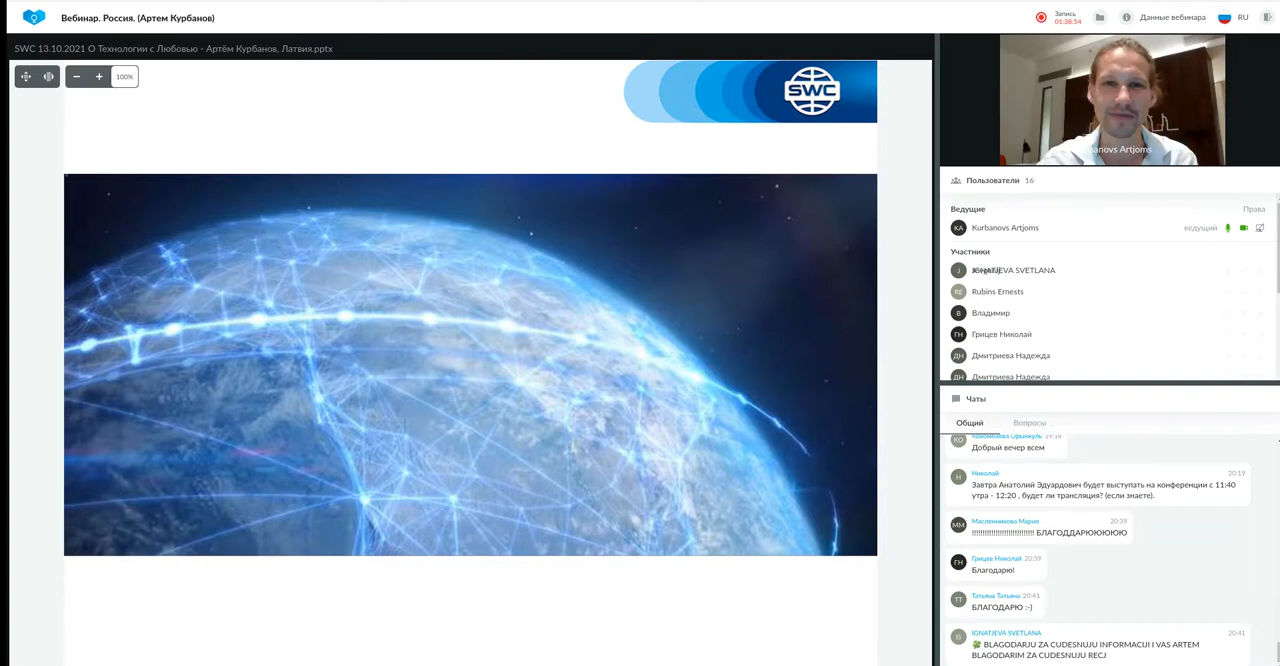 Вебинар. Россия. (Артем Курбанов)
Запись
01:38:54
Данные вебинара
RU
SWC 13.10.2021 О Технологии с Любовью - Артём Курбанов, Латвия.pptx
100%
SWC
banovs Artjoms
Пользователи 16
Ведущие
Права
KA
Kurbanovs Artjoms
ведущий
Участники
J
SVETLANA
RE
Rubins Ernests
В
Владимир
ГН
Грицев Николай
ДН
Дмитриева Надежда
ДН
Дмитриева Надежда
Чаты
Общий
Вопросы
КО
19:18
Добрый вечер всем
Н
Николай
20:19
Завтра Анатолий Эдуардович будет выступать на конференции с 11:40
утра - 12:20 , будет ли трансляция? (если знаете).
ММ
Масленникова Мария
20:39
БЛАГОДДАРЮЮЮЮЮ
ГН
Грицев Николай 20:39
Благодарю!
ТТ
Татьяна Татьяна 20:41
БЛАГОДАРЮ :-)
IS
IGNATJEVA SVETLANA
20:41
🍀 BLAGODARJU ZA CUDESNUJU INFORMACIJI I VAS ARTEM
BLAGODARIM ZA CUDESNUJU RECJ